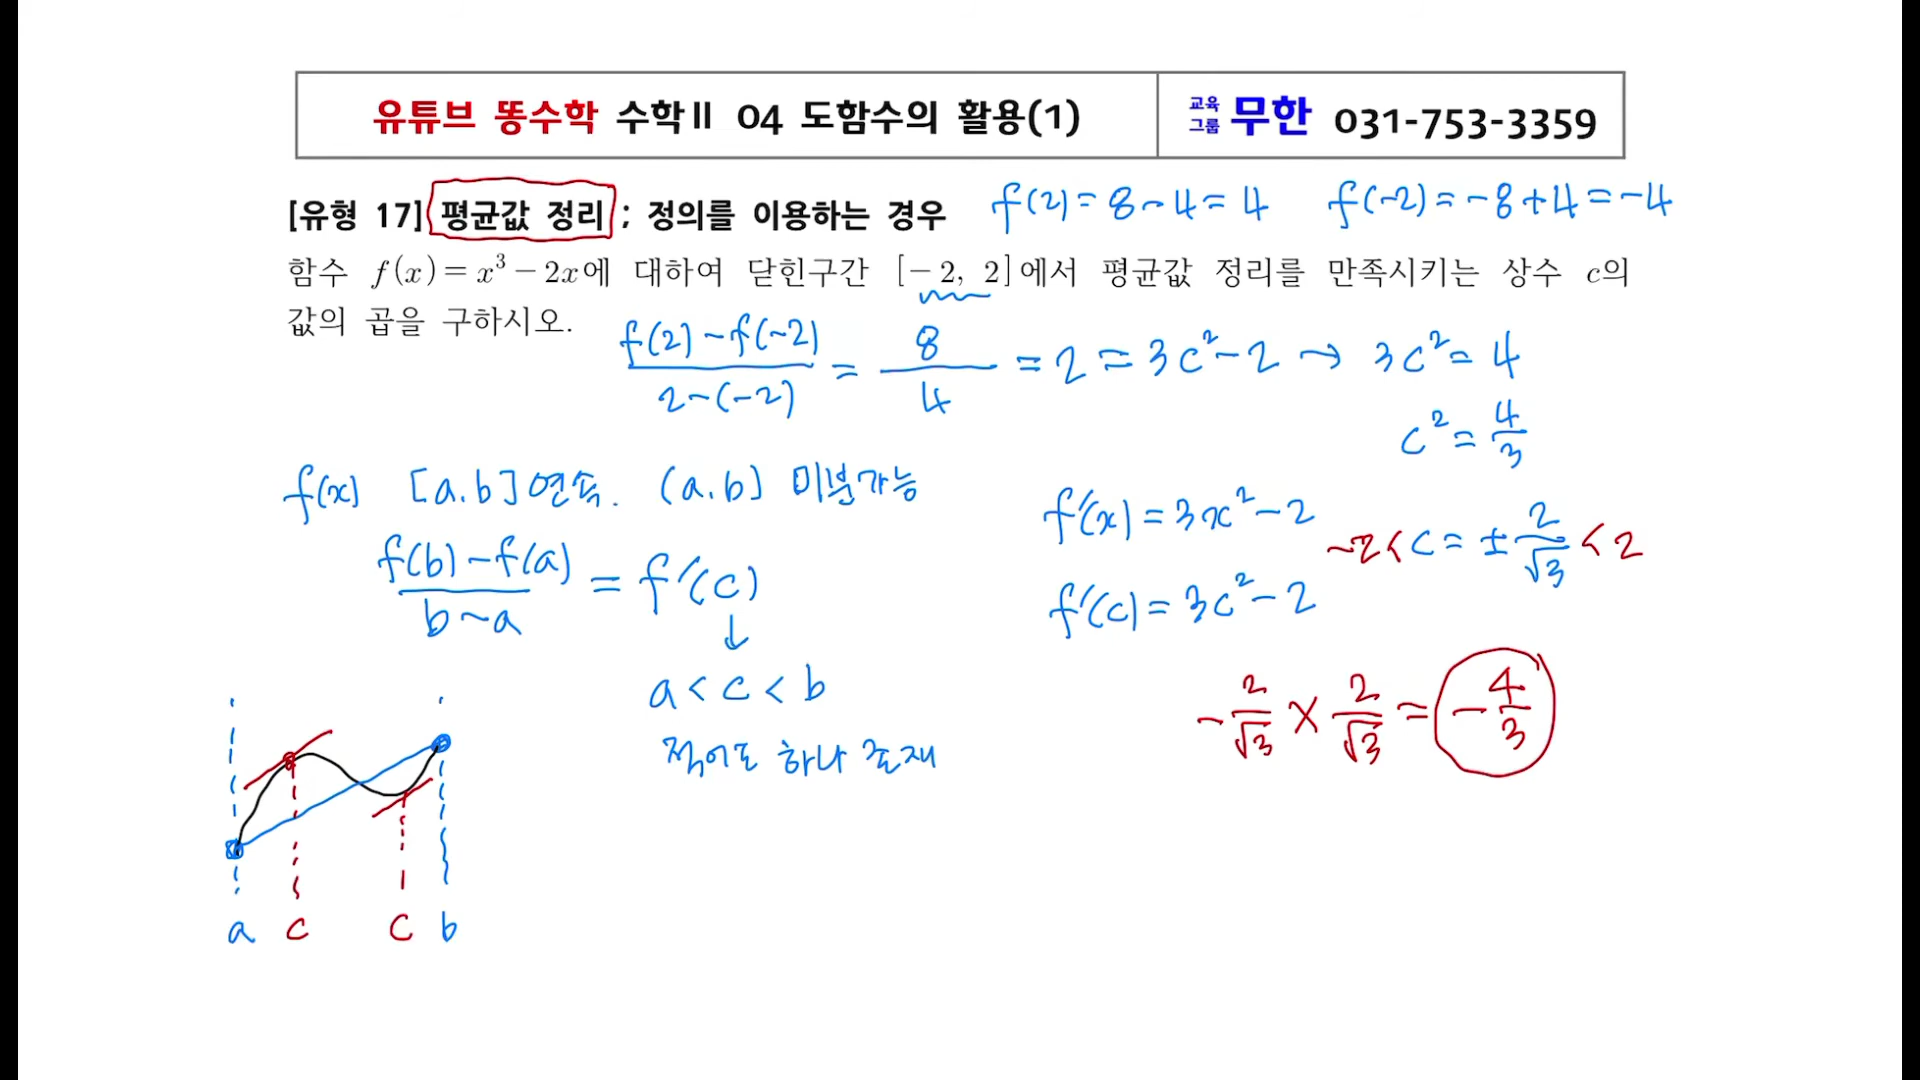 유튜브 똥수학 수학Ⅱ 04 도함수의 활용(1)
교육그룹 무한 031-753-3359
[유형 17] 평균값 정리 ; 정의를 이용하는 경우
f(2)=8-4=4
f(-2)=-8+4=-4
함수 f(x)=x³-2x에 대하여 닫힌구간 [-2, 2]에서 평균값 정리를 만족시키는 상수 c의
값의 곱을 구하시오.
(f(2)-f(-2))/(2-(-2)) = 8/4 = 2 = 3c²-2 → 3c²=4
c²=4/3
f(x) [a.b] 연속. (a.b) 미분가능
(f(b)-f(a))/(b-a) = f'(c)
↓
a < c < b
적어도 하나 존재
f'(x)=3x²-2
-2< c=±2/√3 <2
f'(c)=3c²-2
-2/√3 × 2/√3 = -4/3
a c c b